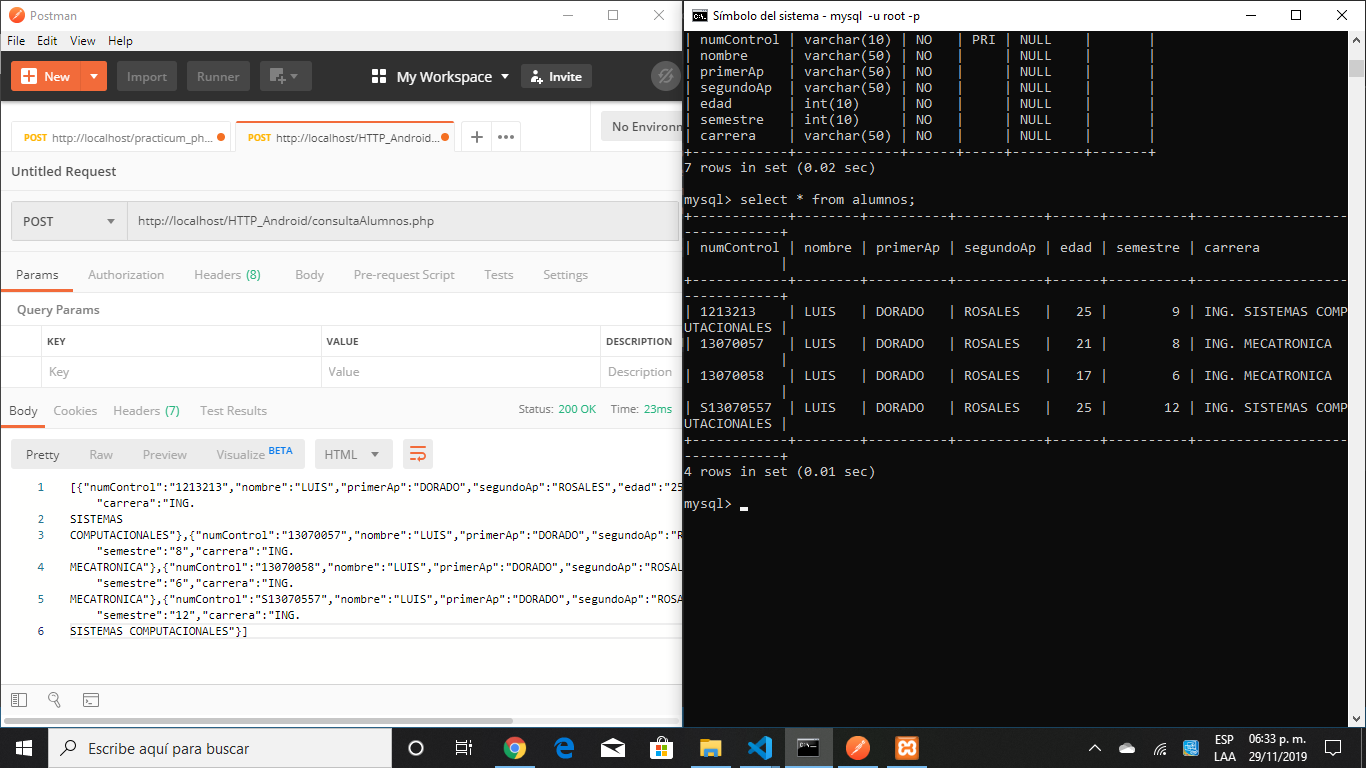 Postman
File Edit View Help
New Import Runner My Workspace Invite
POST http://localhost/practicum_ph... POST http://localhost/HTTP_Android... + ••• No Environm
Untitled Request
POST http://localhost/HTTP_Android/consultaAlumnos.php
Params Authorization Headers (8) Body Pre-request Script Tests Settings
Query Params
KEY VALUE DESCRIPTION
Key Value Description
Body Cookies Headers (7) Test Results Status: 200 OK Time: 23ms
Pretty Raw Preview Visualize BETA HTML
1 [{"numControl":"1213213","nombre":"LUIS","primerAp":"DORADO","segundoAp":"ROSALES","edad":"25
"carrera":"ING.
2 SISTEMAS
3 COMPUTACIONALES"},{"numControl":"13070057","nombre":"LUIS","primerAp":"DORADO","segundoAp":"R
"semestre":"8","carrera":"ING.
4 MECATRONICA"},{"numControl":"13070058","nombre":"LUIS","primerAp":"DORADO","segundoAp":"ROSAL
"semestre":"6","carrera":"ING.
5 MECATRONICA"},{"numControl":"S13070557","nombre":"LUIS","primerAp":"DORADO","segundoAp":"ROSA
"semestre":"12","carrera":"ING.
6 SISTEMAS COMPUTACIONALES"}]
Símbolo del sistema - mysql -u root -p
| numControl | varchar(10) | NO | PRI | NULL | |
| nombre | varchar(50) | NO | | NULL | |
| primerAp | varchar(50) | NO | | NULL | |
| segundoAp | varchar(50) | NO | | NULL | |
| edad | int(10) | NO | | NULL | |
| semestre | int(10) | NO | | NULL | |
| carrera | varchar(50) | NO | | NULL | |
+------------+-------------+------+-----+---------+-------+
7 rows in set (0.02 sec)
mysql> select * from alumnos;
+------------+--------+----------+-----------+------+----------+-------------------
------------+
| numControl | nombre | primerAp | segundoAp | edad | semestre | carrera
|
+------------+--------+----------+-----------+------+----------+-------------------
------------+
| 1213213 | LUIS | DORADO | ROSALES | 25 | 9 | ING. SISTEMAS COMP
UTACIONALES |
| 13070057 | LUIS | DORADO | ROSALES | 21 | 8 | ING. MECATRONICA
|
| 13070058 | LUIS | DORADO | ROSALES | 17 | 6 | ING. MECATRONICA
|
| S13070557 | LUIS | DORADO | ROSALES | 25 | 12 | ING. SISTEMAS COMP
UTACIONALES |
+------------+--------+----------+-----------+------+----------+-------------------
------------+
4 rows in set (0.01 sec)
mysql>
Escribe aquí para buscar
ESP 06:33 p. m.
LAA 29/11/2019